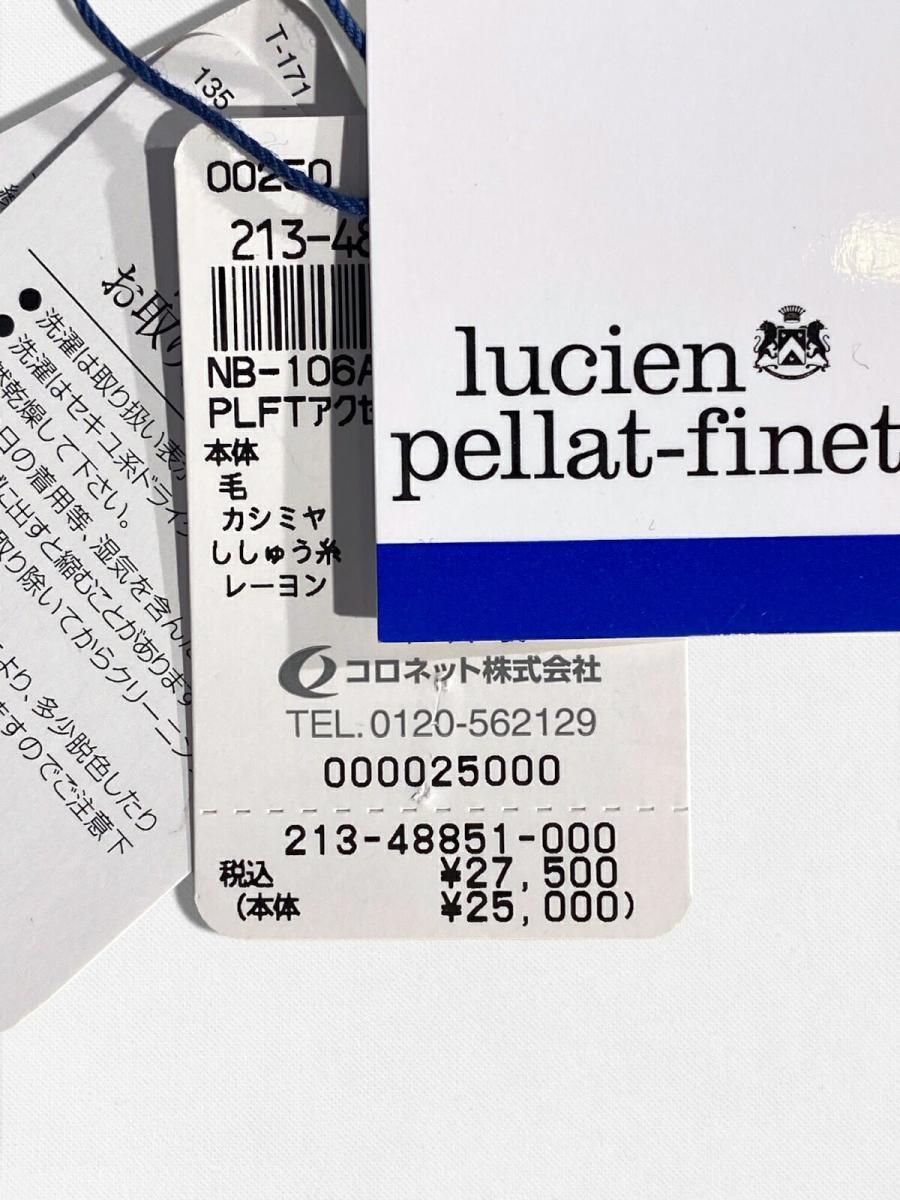 T-171
135
00250
213-48
NB-106A
PLFTアクセ
本体
毛
カシミヤ
ししゅう糸
レーヨン
コロネット株式会社
TEL.0120-562129
000025000
213-48851-000
税込 ¥27,500
(本体 ¥25,000)
lucien
pellat-finet
お取り
●洗濯は取り扱い表示
●洗濯はセキユ系ドライ
然乾燥して下さい。
日の着用等、湿気を含んだ
に出すと縮むことがあります
取り除いてからクリーニン
より、多少脱色したり
ますのでご注意下